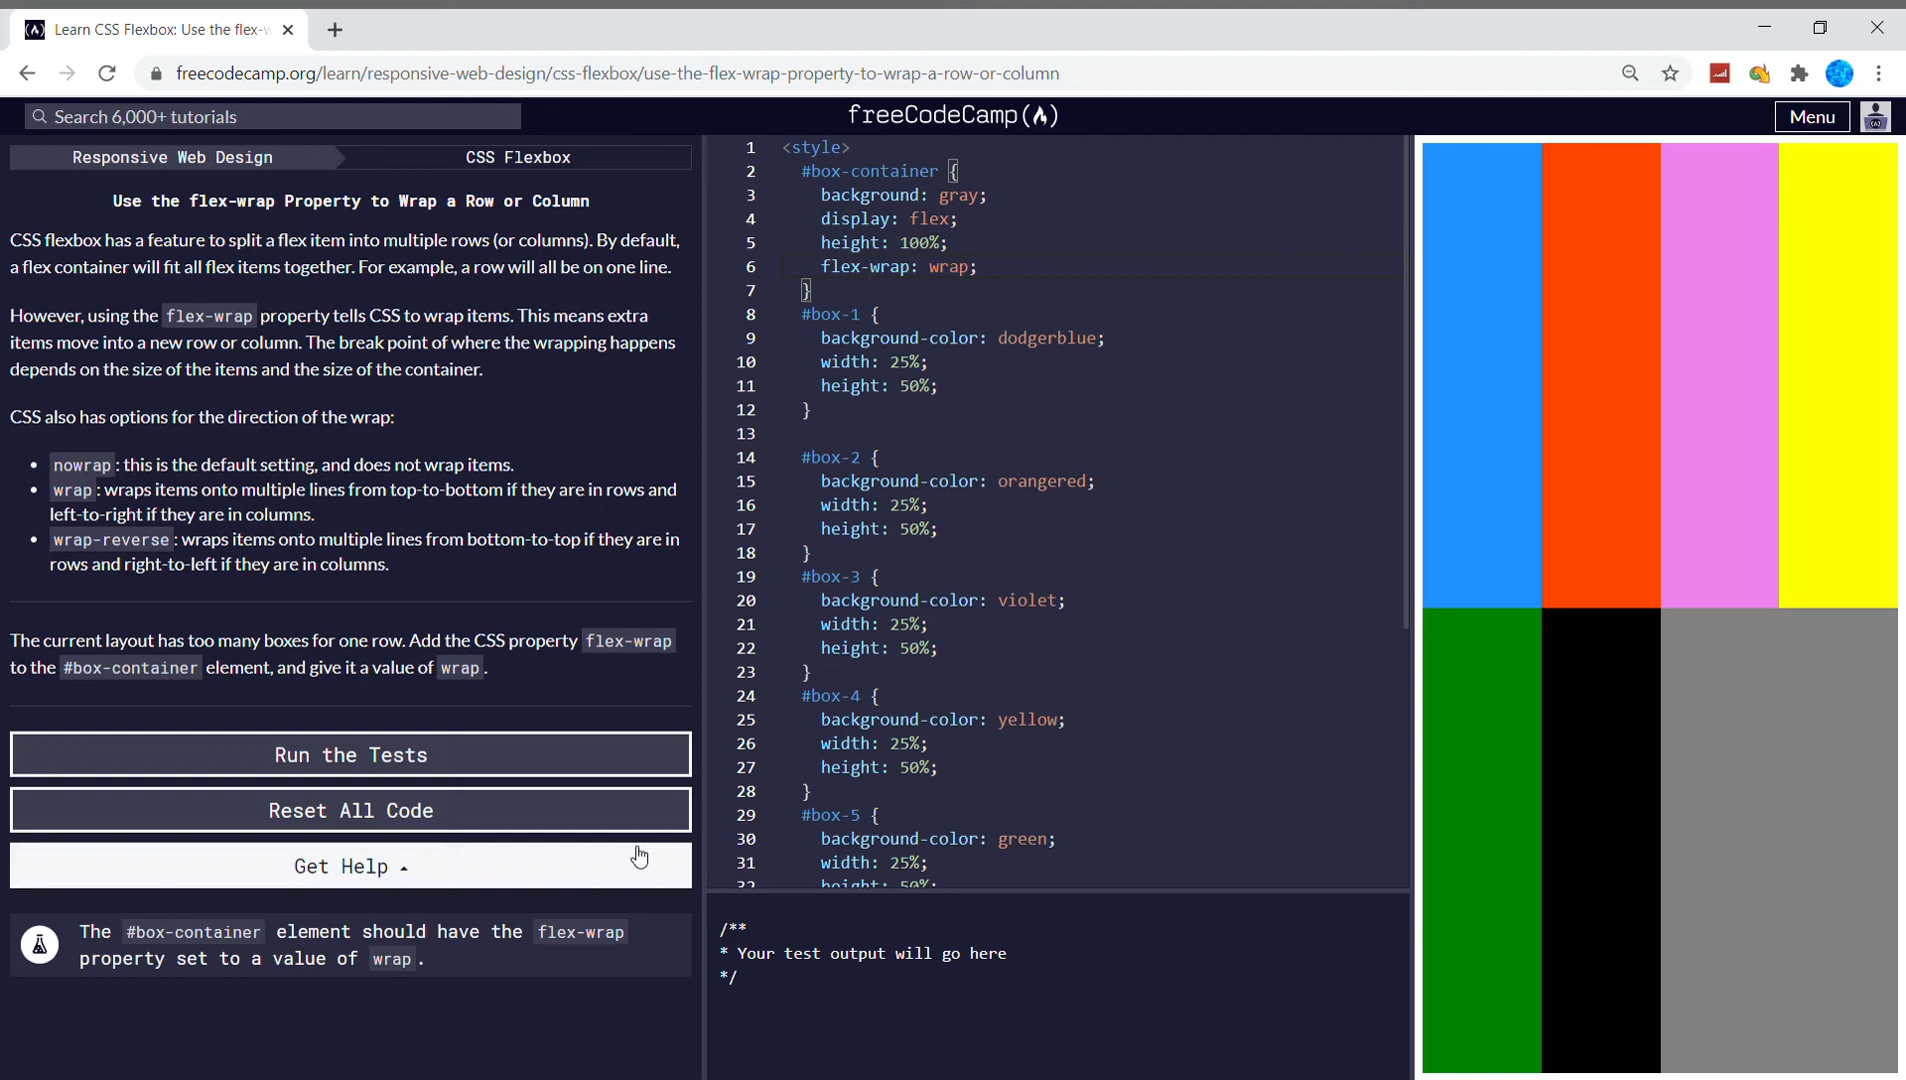 Learn CSS Flexbox: Use the flex-w
freecodecamp.org/learn/responsive-web-design/css-flexbox/use-the-flex-wrap-property-to-wrap-a-row-or-column
Search 6,000+ tutorials
freeCodeCamp
Menu
Responsive Web Design
CSS Flexbox
Use the flex-wrap Property to Wrap a Row or Column
CSS flexbox has a feature to split a flex item into multiple rows (or columns). By default,
a flex container will fit all flex items together. For example, a row will all be on one line.
However, using the flex-wrap property tells CSS to wrap items. This means extra
items move into a new row or column. The break point of where the wrapping happens
depends on the size of the items and the size of the container.
CSS also has options for the direction of the wrap:
• nowrap: this is the default setting, and does not wrap items.
• wrap: wraps items onto multiple lines from top-to-bottom if they are in rows and
left-to-right if they are in columns.
• wrap-reverse: wraps items onto multiple lines from bottom-to-top if they are in
rows and right-to-left if they are in columns.
The current layout has too many boxes for one row. Add the CSS property flex-wrap
to the #box-container element, and give it a value of wrap.
Run the Tests
Reset All Code
Get Help
The #box-container element should have the flex-wrap
property set to a value of wrap.
1 <style>
2 #box-container {
3 background: gray;
4 display: flex;
5 height: 100%;
6 flex-wrap: wrap;
7 }
8 #box-1 {
9 background-color: dodgerblue;
10 width: 25%;
11 height: 50%;
12 }
13
14 #box-2 {
15 background-color: orangered;
16 width: 25%;
17 height: 50%;
18 }
19 #box-3 {
20 background-color: violet;
21 width: 25%;
22 height: 50%;
23 }
24 #box-4 {
25 background-color: yellow;
26 width: 25%;
27 height: 50%;
28 }
29 #box-5 {
30 background-color: green;
31 width: 25%;
32 height: 50%;
/**
* Your test output will go here
*/